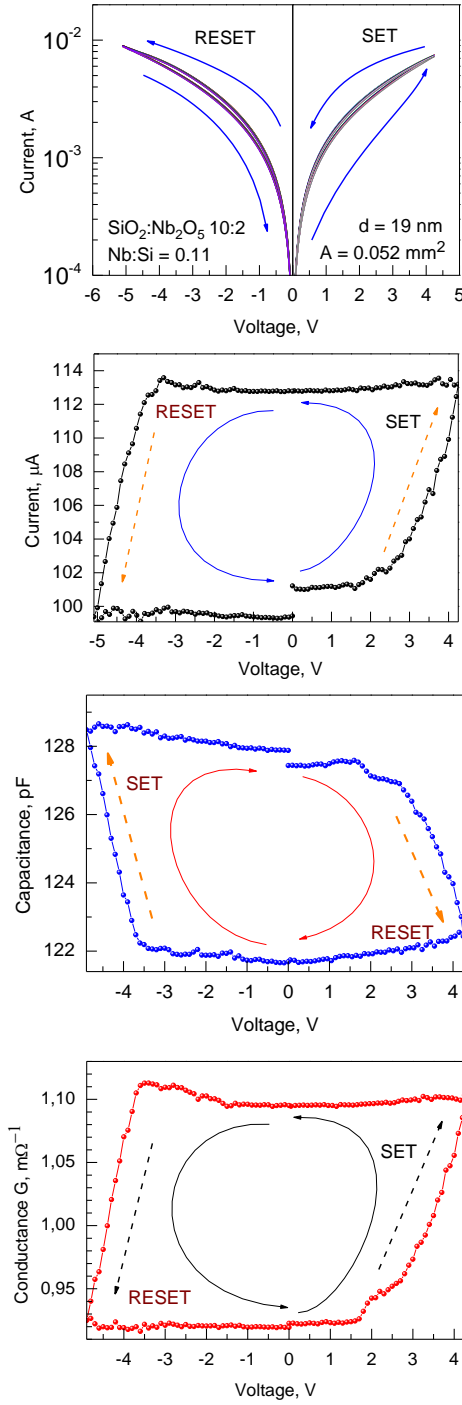 RESET SET
10⁻²
10⁻³
10⁻⁴
Current, A
SiO₂:Nb₂O₅ 10:2
Nb:Si = 0.11
d = 19 nm
A = 0.052 mm²
-6 -5 -4 -3 -2 -1 0 1 2 3 4 5
Voltage, V
114
112
110
108
106
104
102
100
Current, μA
RESET
SET
-5 -4 -3 -2 -1 0 1 2 3 4
Voltage, V
128
126
124
122
Capacitance, pF
SET
RESET
-4 -3 -2 -1 0 1 2 3 4
Voltage, V
1,10
1,05
1,00
0,95
Conductance G, mΩ⁻¹
SET
RESET
-4 -3 -2 -1 0 1 2 3 4
Voltage, V